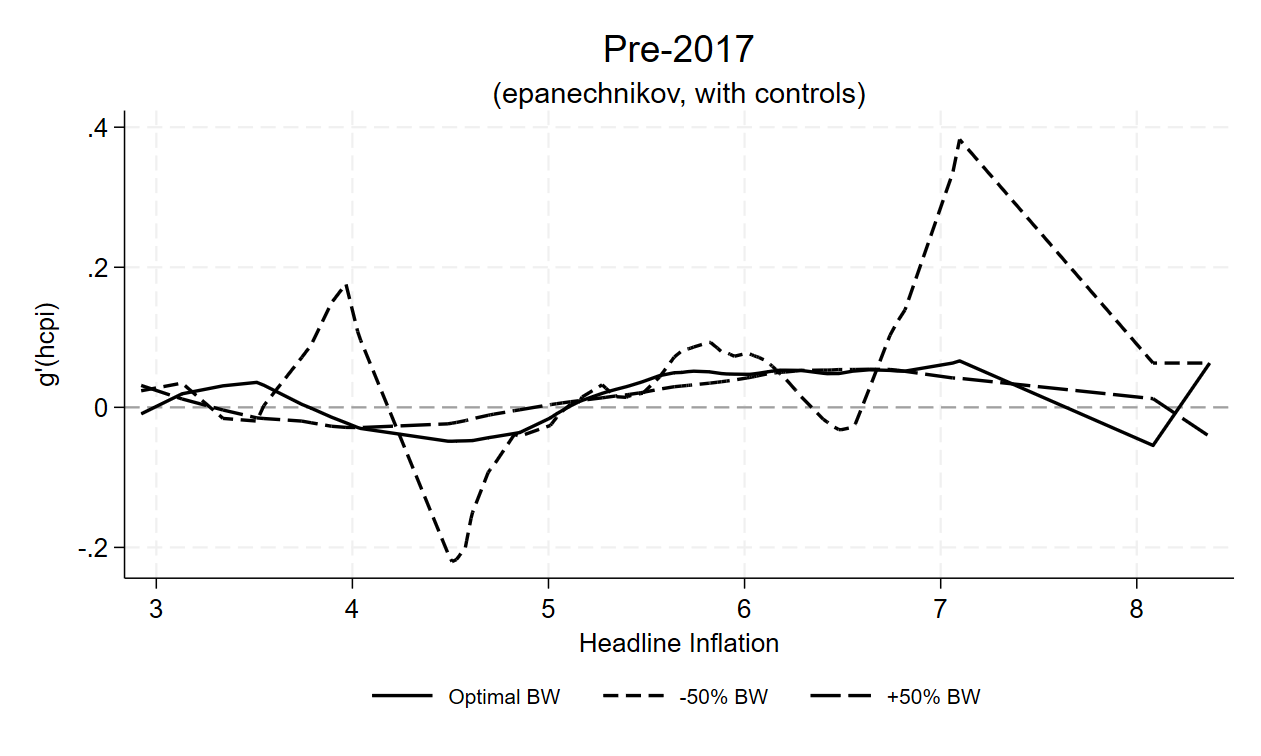 Pre-2017
(epanechnikov, with controls)
g'(hcpi)
.4
.2
0
-.2
3 4 5 6 7 8
Headline Inflation
Optimal BW -50% BW +50% BW